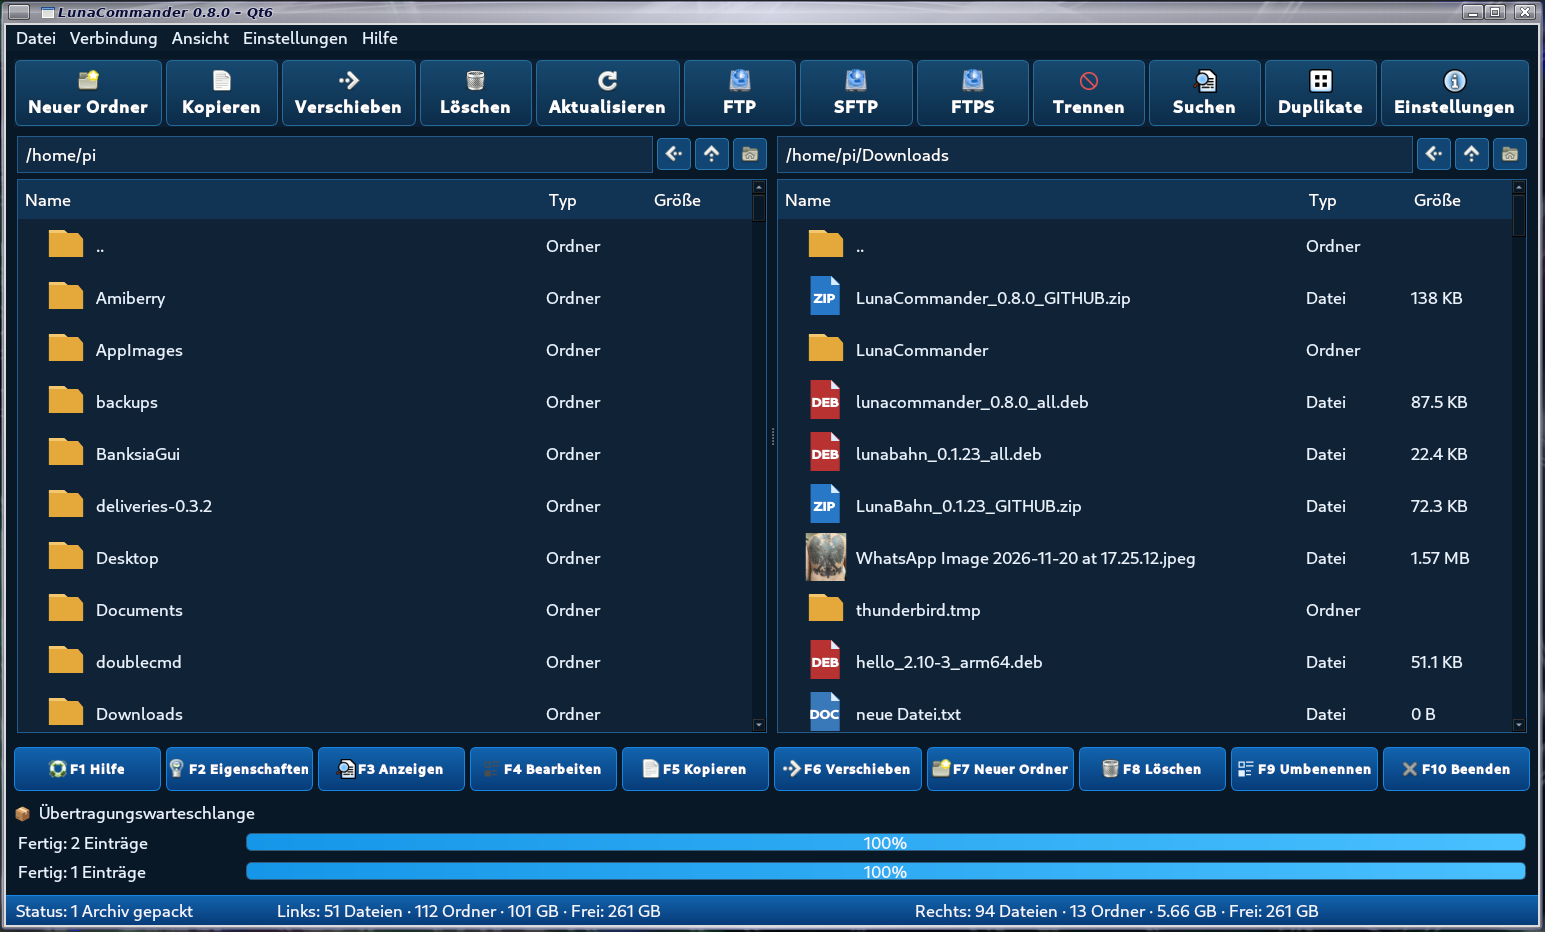 LunaCommander 0.8.0 - Qt6
Datei Verbindung Ansicht Einstellungen Hilfe
Neuer Ordner Kopieren Verschieben Löschen Aktualisieren FTP SFTP FTPS Trennen Suchen Duplikate Einstellungen
/home/pi
Name Typ Größe
.. Ordner
Amiberry Ordner
AppImages Ordner
backups Ordner
BanksiaGui Ordner
deliveries-0.3.2 Ordner
Desktop Ordner
Documents Ordner
doublecmd Ordner
Downloads Ordner
/home/pi/Downloads
Name Typ Größe
.. Ordner
ZIP LunaCommander_0.8.0_GITHUB.zip Datei 138 KB
LunaCommander Ordner
DEB lunacommander_0.8.0_all.deb Datei 87.5 KB
DEB lunabahn_0.1.23_all.deb Datei 22.4 KB
ZIP LunaBahn_0.1.23_GITHUB.zip Datei 72.3 KB
WhatsApp Image 2026-11-20 at 17.25.12.jpeg Datei 1.57 MB
thunderbird.tmp Ordner
DEB hello_2.10-3_arm64.deb Datei 51.1 KB
DOC neue Datei.txt Datei 0 B
F1 Hilfe F2 Eigenschaften F3 Anzeigen F4 Bearbeiten F5 Kopieren F6 Verschieben F7 Neuer Ordner F8 Löschen F9 Umbenennen F10 Beenden
Übertragungswarteschlange
Fertig: 2 Einträge 100%
Fertig: 1 Einträge 100%
Status: 1 Archiv gepackt Links: 51 Dateien · 112 Ordner · 101 GB · Frei: 261 GB Rechts: 94 Dateien · 13 Ordner · 5.66 GB · Frei: 261 GB